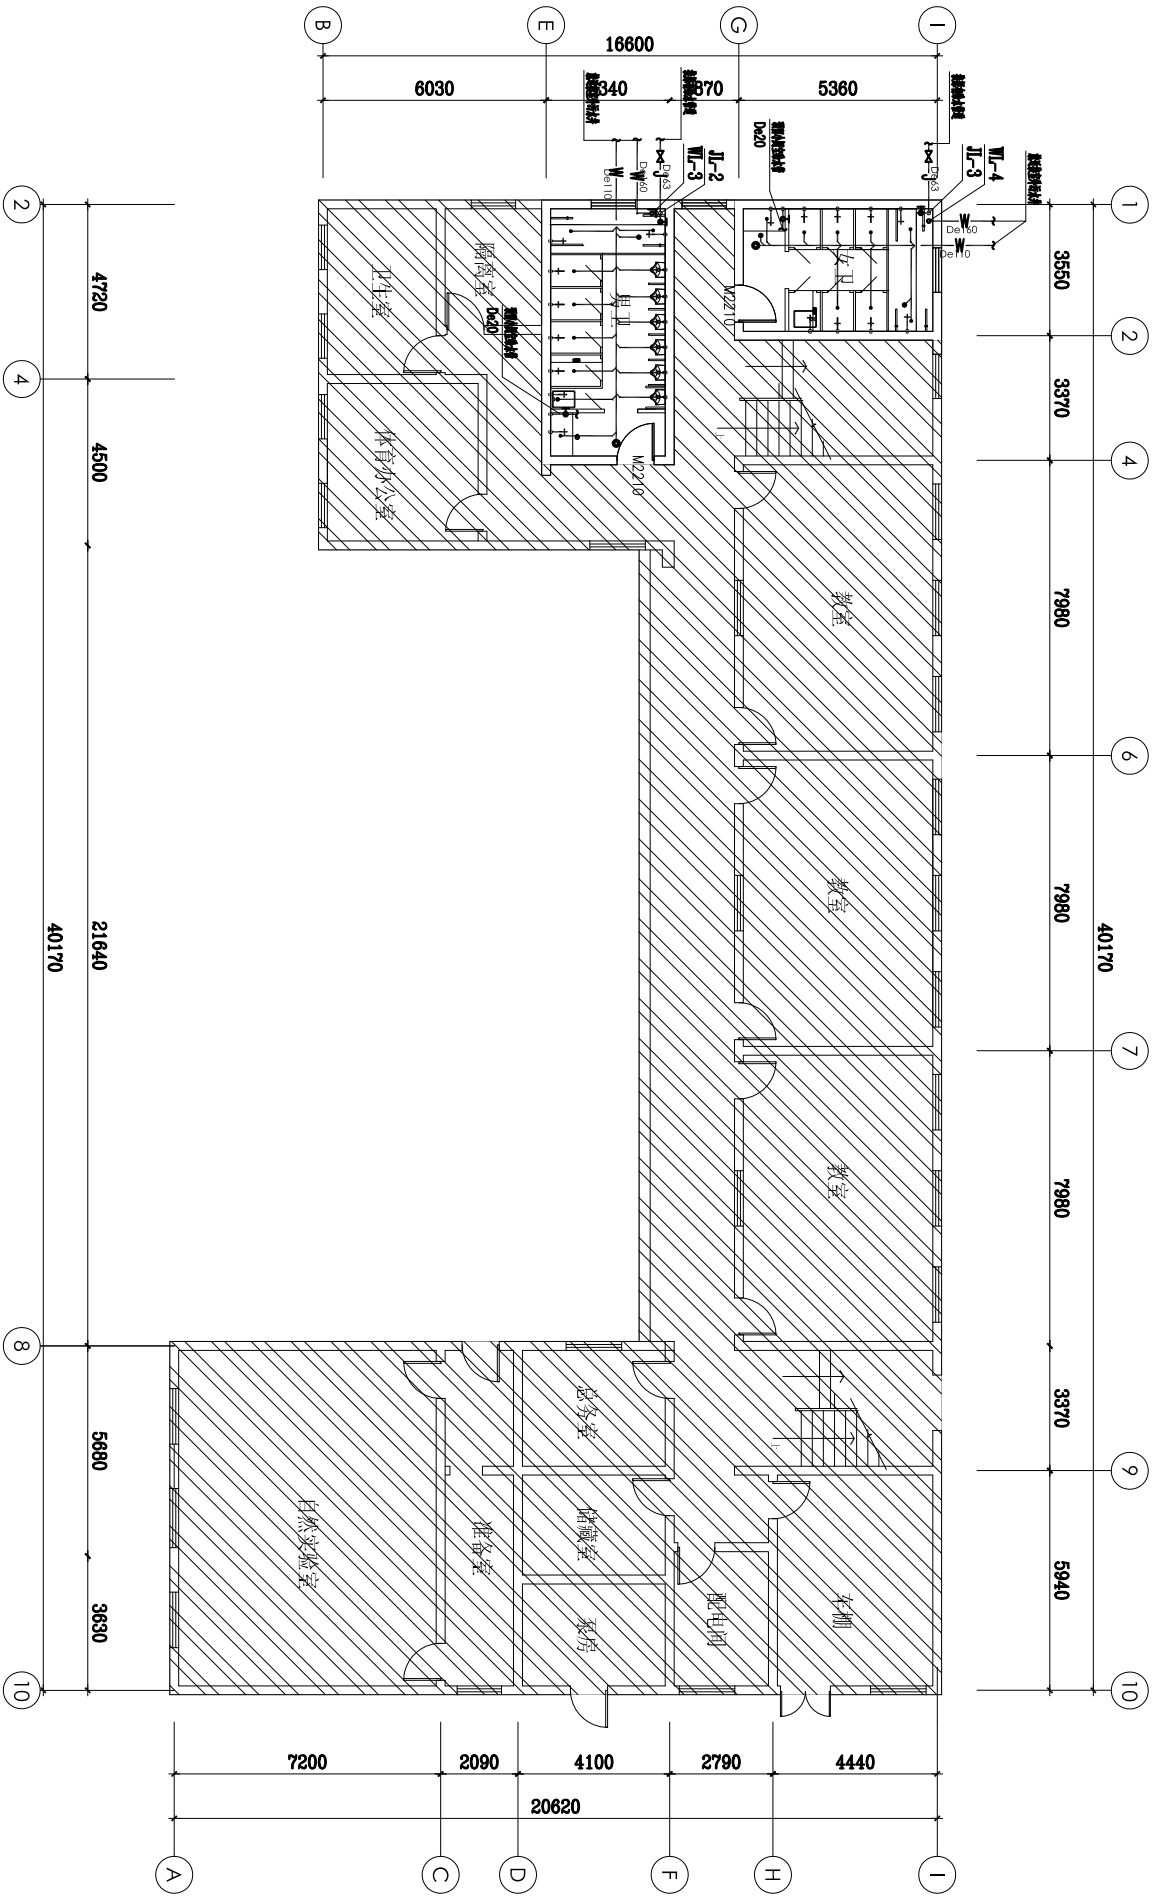 B
E
G
I
16600
6030
5360
De20
JL-2
WL-3
WL-4
JL-3
De63
De160
De110
W
W
J
De63
De160
De110
W
W
J
1
3550
2
3370
4
7980
6
7980
40170
7
7980
3370
9
5940
10
2
4720
4
4500
21640
40170
8
5680
3630
10
卫生室
隔离室
男卫
女卫
M2210
M2210
De20
体育办公室
教室
教室
教室
总务室
储藏室
泵房
自然实验室
准备室
配电间
车棚
7200
2090
4100
2790
4440
20620
A
C
D
F
H
I